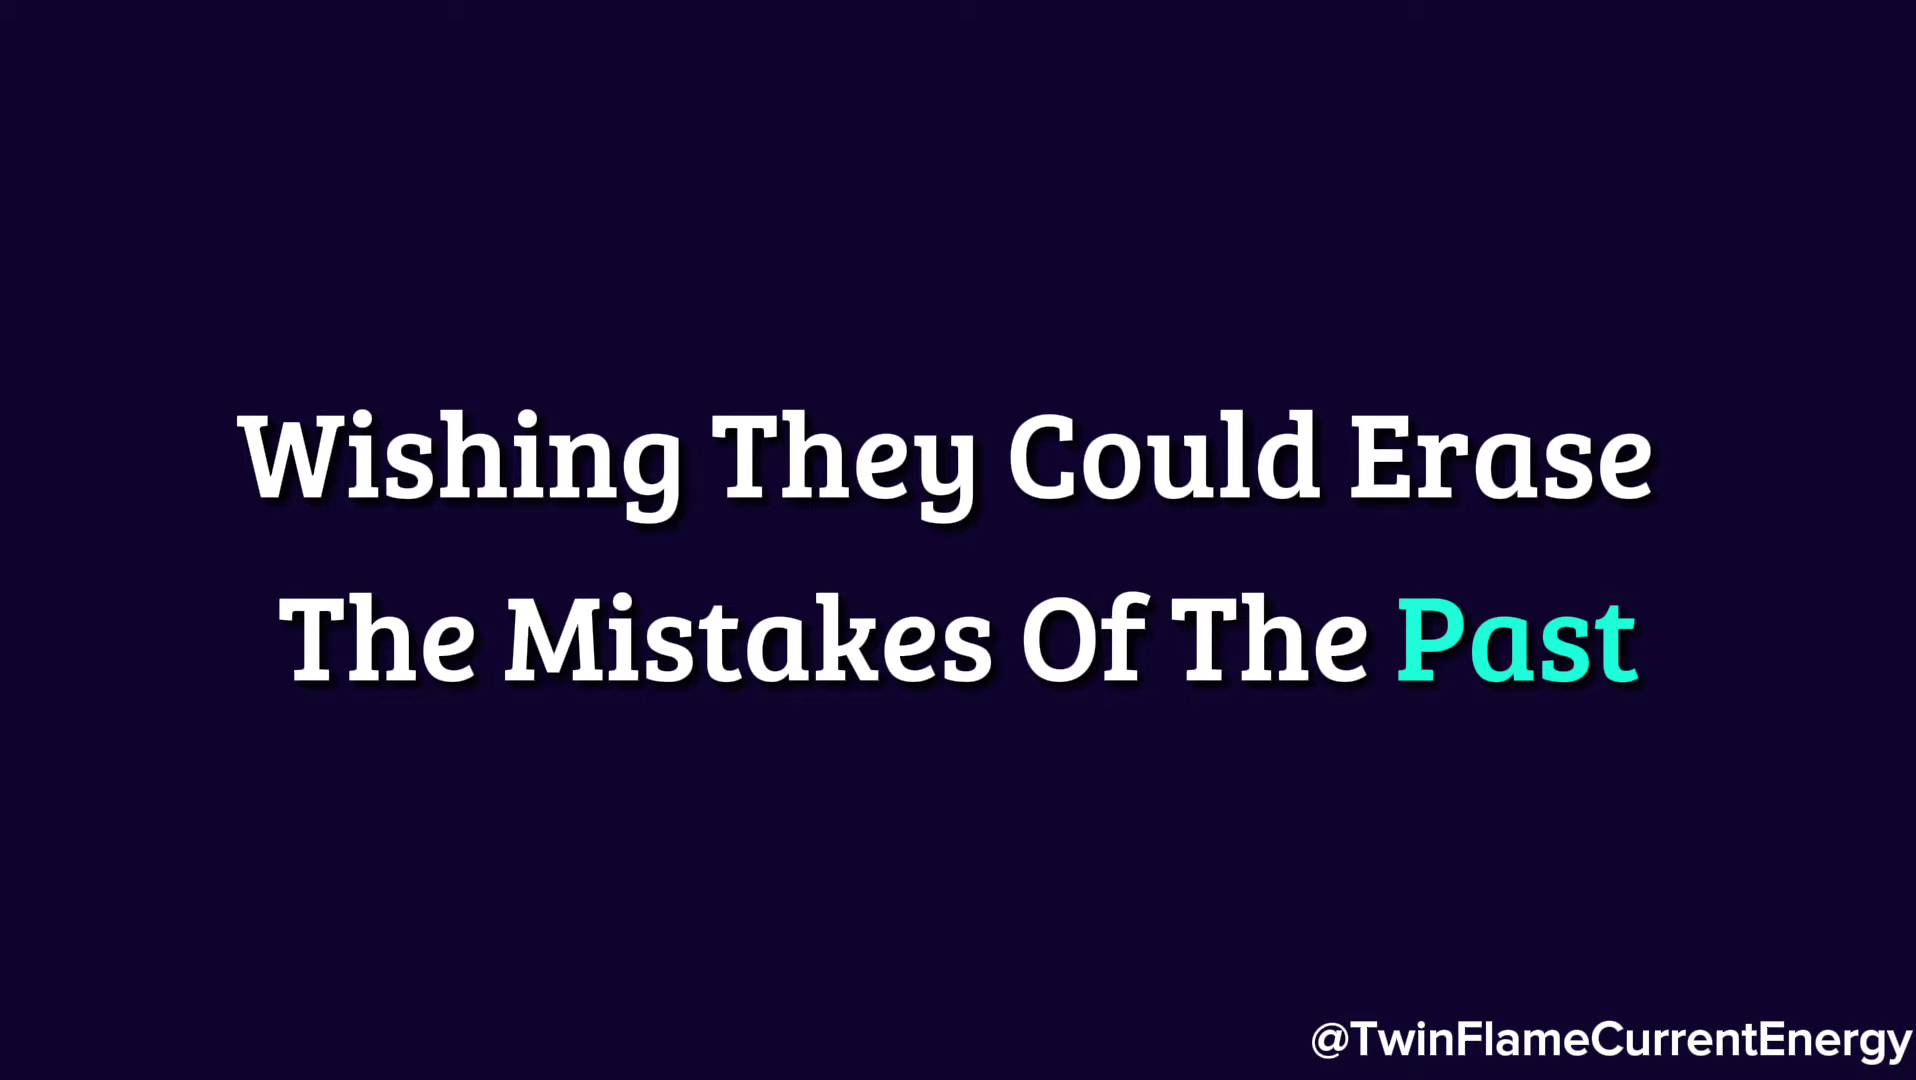 Wishing They Could Erase
The Mistakes Of The Past
@TwinFlameCurrentEnergy